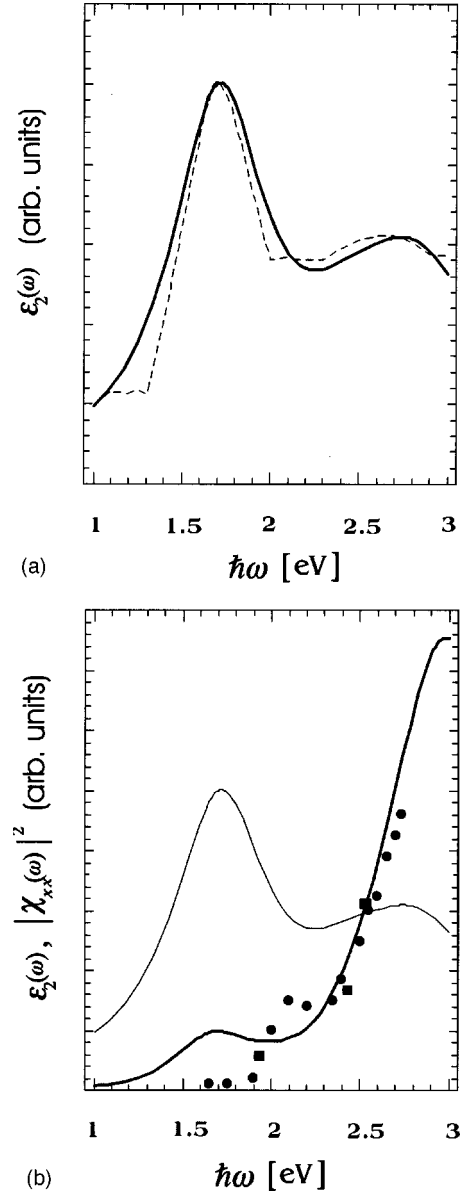 ε₂(ω) (arb. units)
1 1.5 2 2.5 3
(a)
ħω [eV]
ε₂(ω), |χₓₓ(ω)|² (arb. units)
1 1.5 2 2.5 3
(b)
ħω [eV]